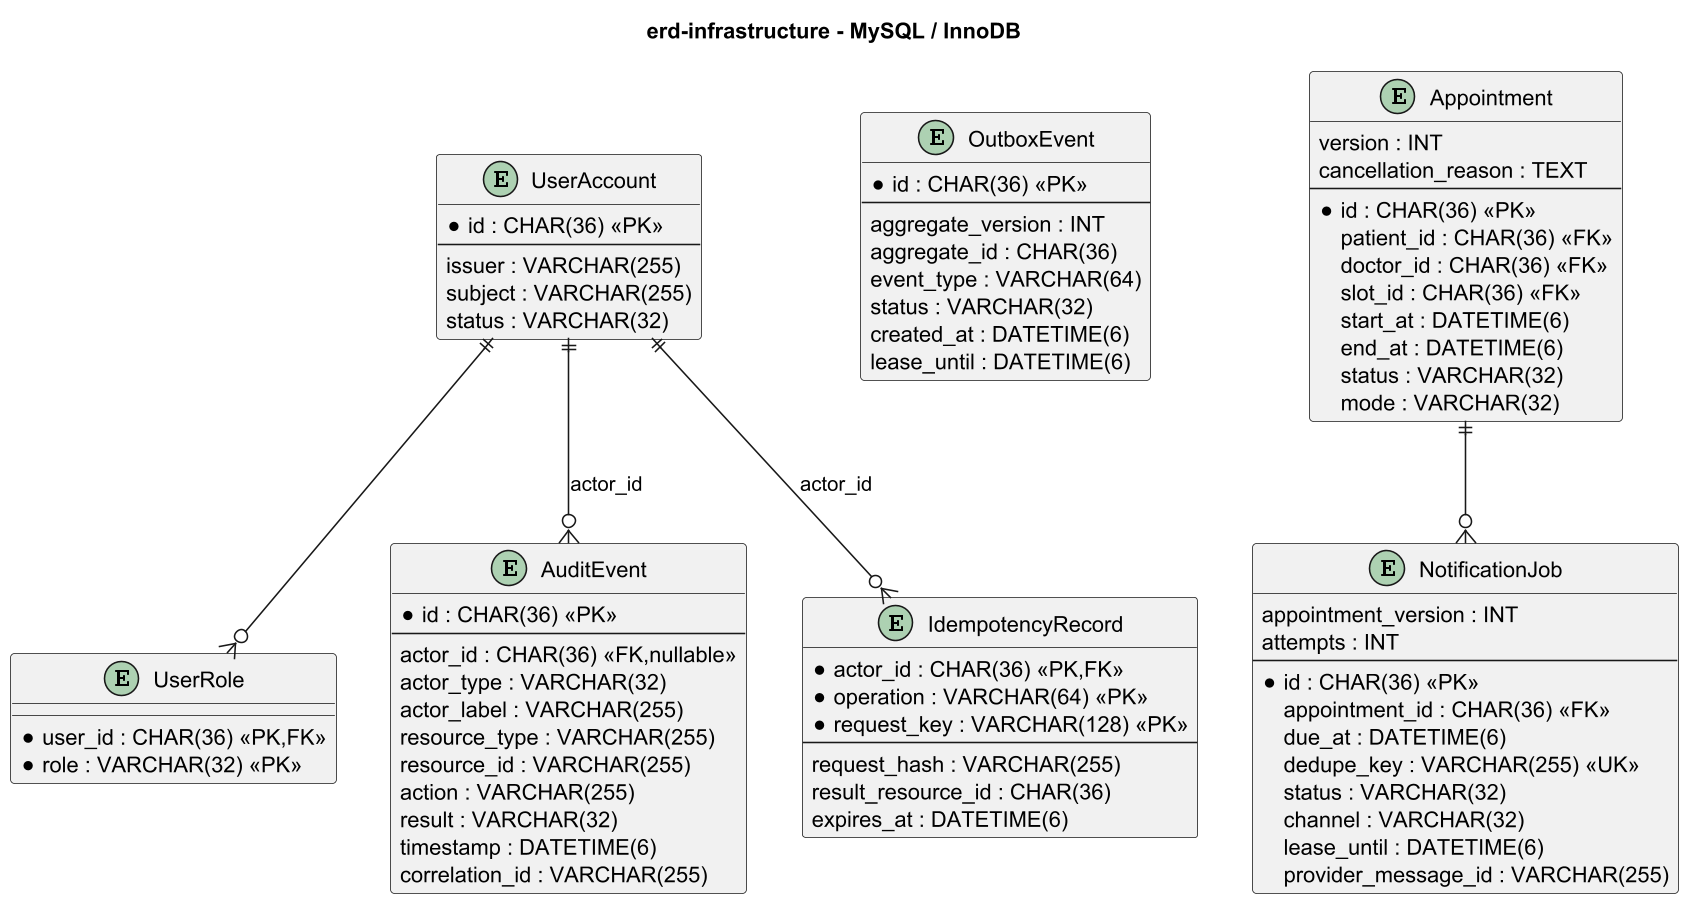 erd-infrastructure - MySQL / InnoDB
E UserAccount
id : CHAR(36) «PK»
issuer : VARCHAR(255)
subject : VARCHAR(255)
status : VARCHAR(32)
E OutboxEvent
id : CHAR(36) «PK»
aggregate_version : INT
aggregate_id : CHAR(36)
event_type : VARCHAR(64)
status : VARCHAR(32)
created_at : DATETIME(6)
lease_until : DATETIME(6)
E Appointment
version : INT
cancellation_reason : TEXT
id : CHAR(36) «PK»
patient_id : CHAR(36) «FK»
doctor_id : CHAR(36) «FK»
slot_id : CHAR(36) «FK»
start_at : DATETIME(6)
end_at : DATETIME(6)
status : VARCHAR(32)
mode : VARCHAR(32)
actor_id
actor_id
E UserRole
user_id : CHAR(36) «PK,FK»
role : VARCHAR(32) «PK»
E AuditEvent
id : CHAR(36) «PK»
actor_id : CHAR(36) «FK,nullable»
actor_type : VARCHAR(32)
actor_label : VARCHAR(255)
resource_type : VARCHAR(255)
resource_id : VARCHAR(255)
action : VARCHAR(255)
result : VARCHAR(32)
timestamp : DATETIME(6)
correlation_id : VARCHAR(255)
E IdempotencyRecord
actor_id : CHAR(36) «PK,FK»
operation : VARCHAR(64) «PK»
request_key : VARCHAR(128) «PK»
request_hash : VARCHAR(255)
result_resource_id : CHAR(36)
expires_at : DATETIME(6)
E NotificationJob
appointment_version : INT
attempts : INT
id : CHAR(36) «PK»
appointment_id : CHAR(36) «FK»
due_at : DATETIME(6)
dedupe_key : VARCHAR(255) «UK»
status : VARCHAR(32)
channel : VARCHAR(32)
lease_until : DATETIME(6)
provider_message_id : VARCHAR(255)